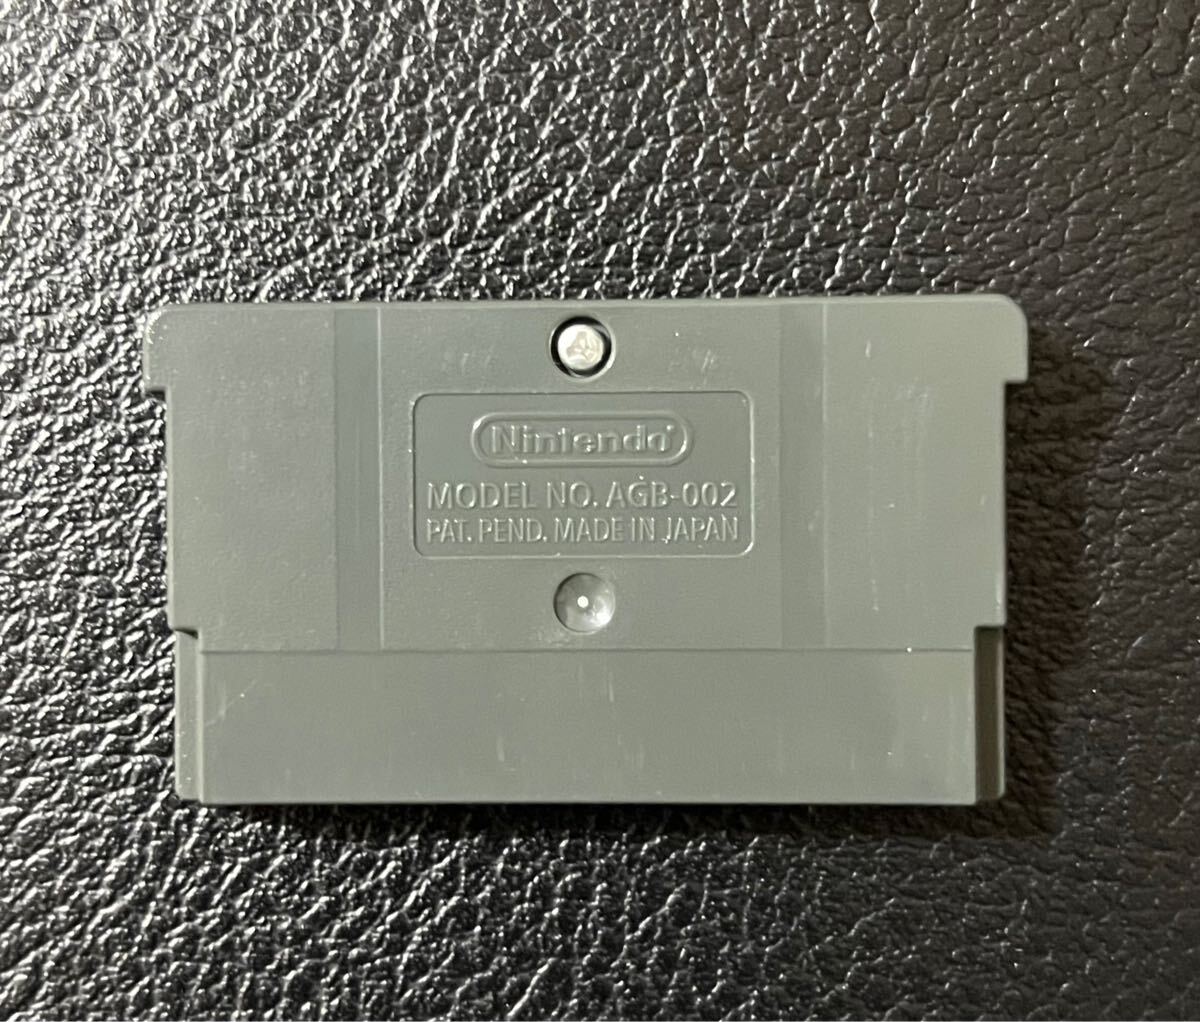 Nintendo
MODEL NO. AGB-002
PAT. PEND. MADE IN JAPAN